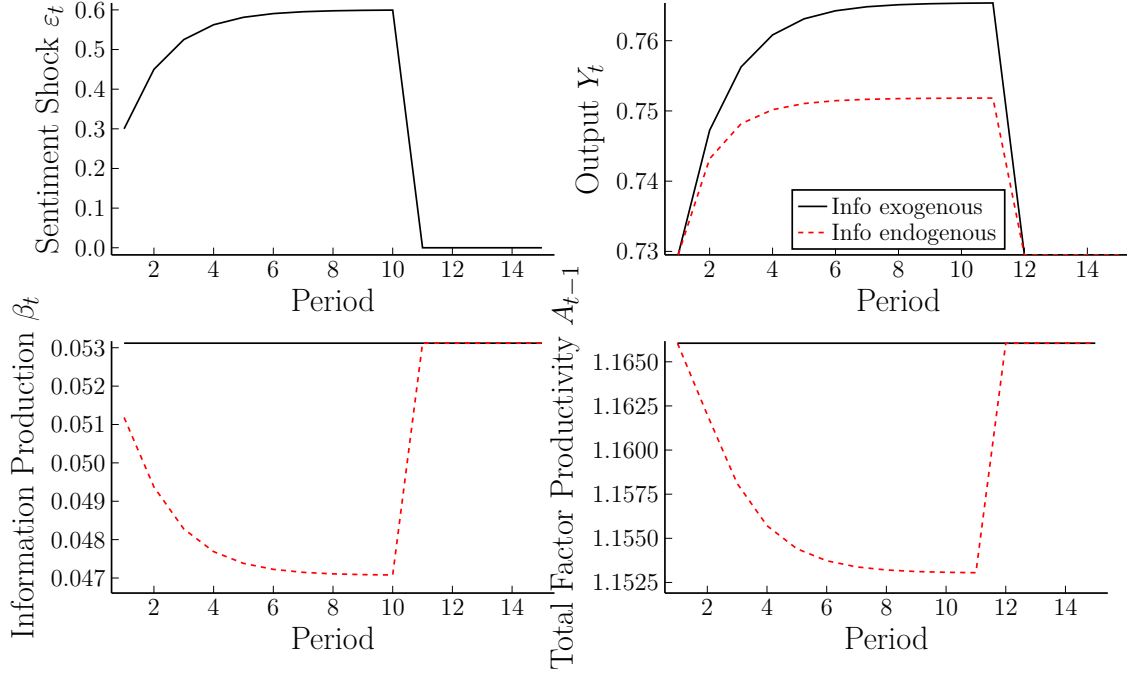 Sentiment Shock εt
0.6
0.5
0.4
0.3
0.2
0.1
0.0
2 4 6 8 10 12 14
Period
Output Yt
0.76
0.75
0.74
0.73
Info exogenous
Info endogenous
2 4 6 8 10 12 14
Period
Information Production βt
0.053
0.052
0.051
0.050
0.049
0.048
0.047
2 4 6 8 10 12 14
Period
Total Factor Productivity At−1
1.1650
1.1625
1.1600
1.1575
1.1550
1.1525
2 4 6 8 10 12 14
Period